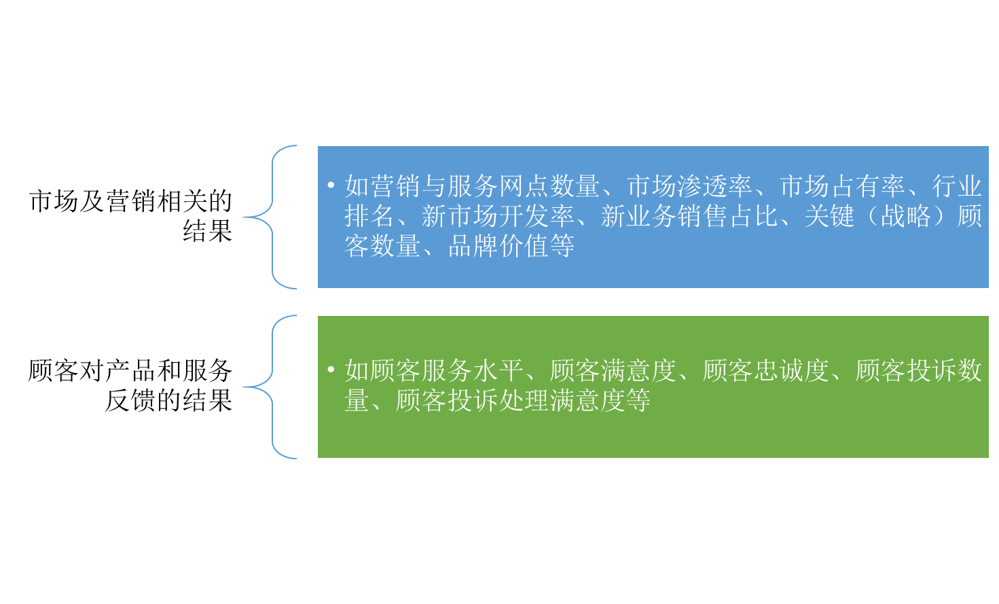 市场及营销相关的
结果
• 如营销与服务网点数量、市场渗透率、市场占有率、行业
排名、新市场开发率、新业务销售占比、关键（战略）顾
客数量、品牌价值等
顾客对产品和服务
反馈的结果
• 如顾客服务水平、顾客满意度、顾客忠诚度、顾客投诉数
量、顾客投诉处理满意度等